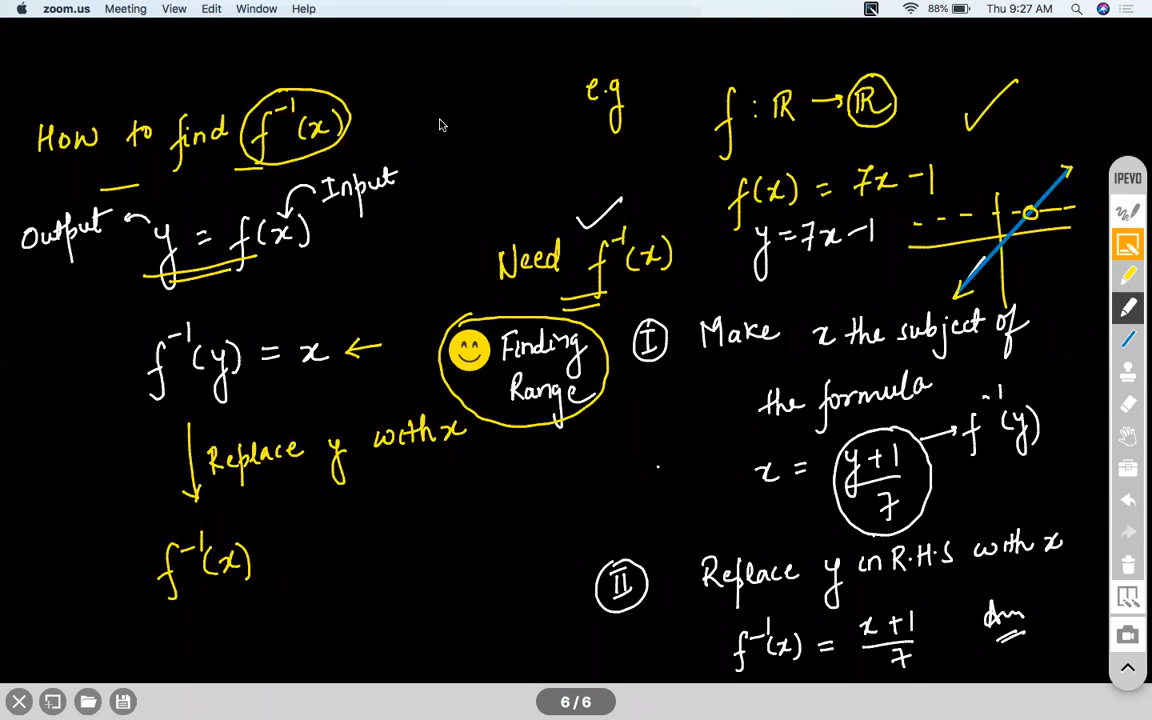 zoom.us Meeting View Edit Window Help 88% Thu 9:27 AM
How to find f⁻¹(x)
Output y = f(x) Input
f⁻¹(y) = x ←
Replace y with x
f⁻¹(x)
Need f⁻¹(x)
Finding
Range
e.g f : ℝ → ℝ
f(x) = 7x - 1
y = 7x - 1
I Make x the subject of
the formula
x = (y+1)/7 → f⁻¹(y)
II Replace y in R.H.S with x
f⁻¹(x) = (x+1)/7 Ans
IPEVO
6/6